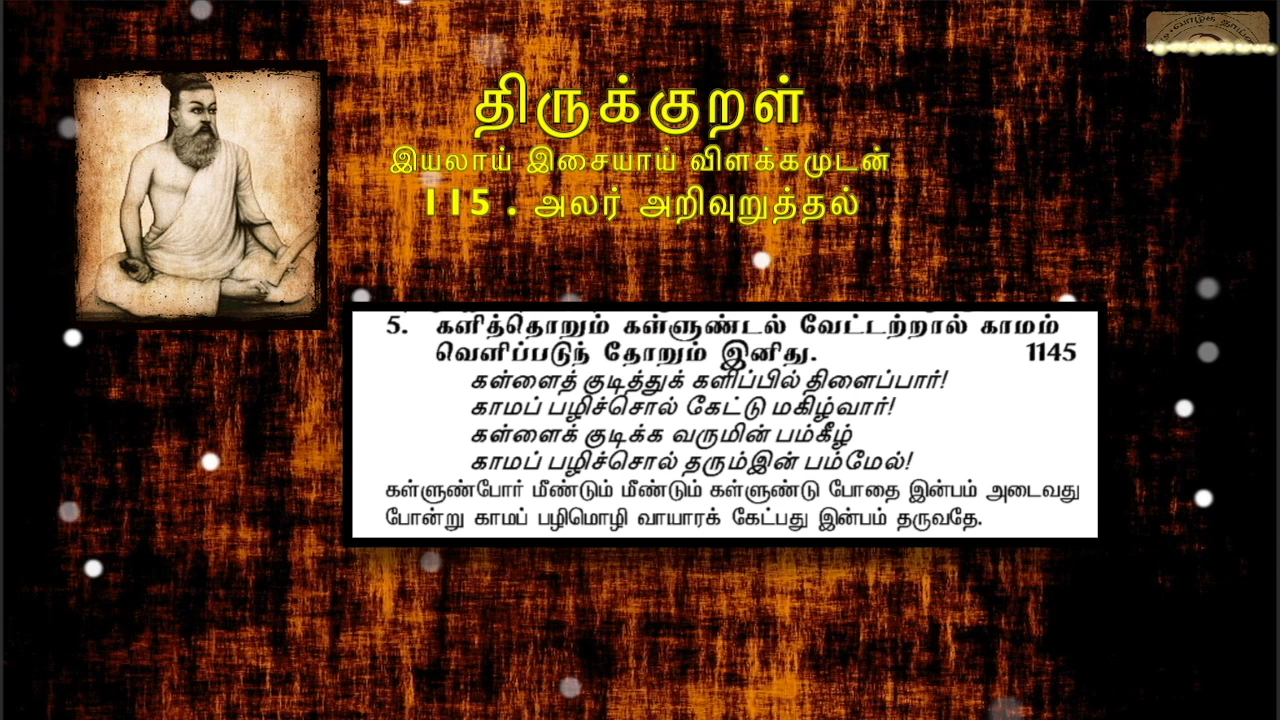 திருக்குறள்
இயலாய் இசையாய் விளக்கமுடன்
115 . அலர் அறிவுறுத்தல்
5. களித்தொறும் கள்ளுண்டல் வேட்டற்றால் காமம்
வெளிப்படுந் தோறும் இனிது. 1145
கள்ளைத் குடித்துக் களிப்பில் திளைப்பார்!
காமப் பழிச்சொல் கேட்டு மகிழ்வார்!
கள்ளைக் குடிக்க வருமின் பம்கீழ்
காமப் பழிச்சொல் தரும்இன் பம்மேல்!
கள்ளுண்போர் மீண்டும் மீண்டும் கள்ளுண்டு போதை இன்பம் அடைவது
போன்று காமப் பழிமொழி வாயாரக் கேட்பது இன்பம் தருவதே.